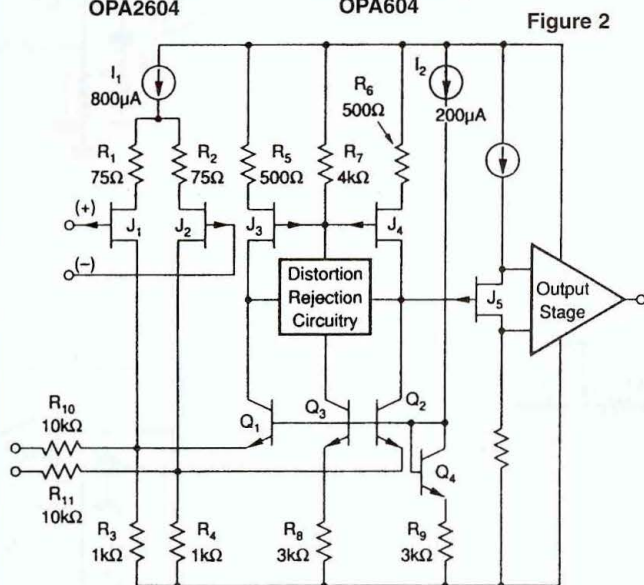 OPA2604
OPA604
Figure 2
I1
800μA
I2
200μA
R6
500Ω
R1
75Ω
R2
75Ω
R5
500Ω
R7
4kΩ
(+)
J1
J2
J3
J4
(-)
Distortion
Rejection
Circuitry
J5
Output
Stage
R10
10kΩ
Q1
Q3
Q2
R11
10kΩ
Q4
R3
1kΩ
R4
1kΩ
R8
3kΩ
R9
3kΩ